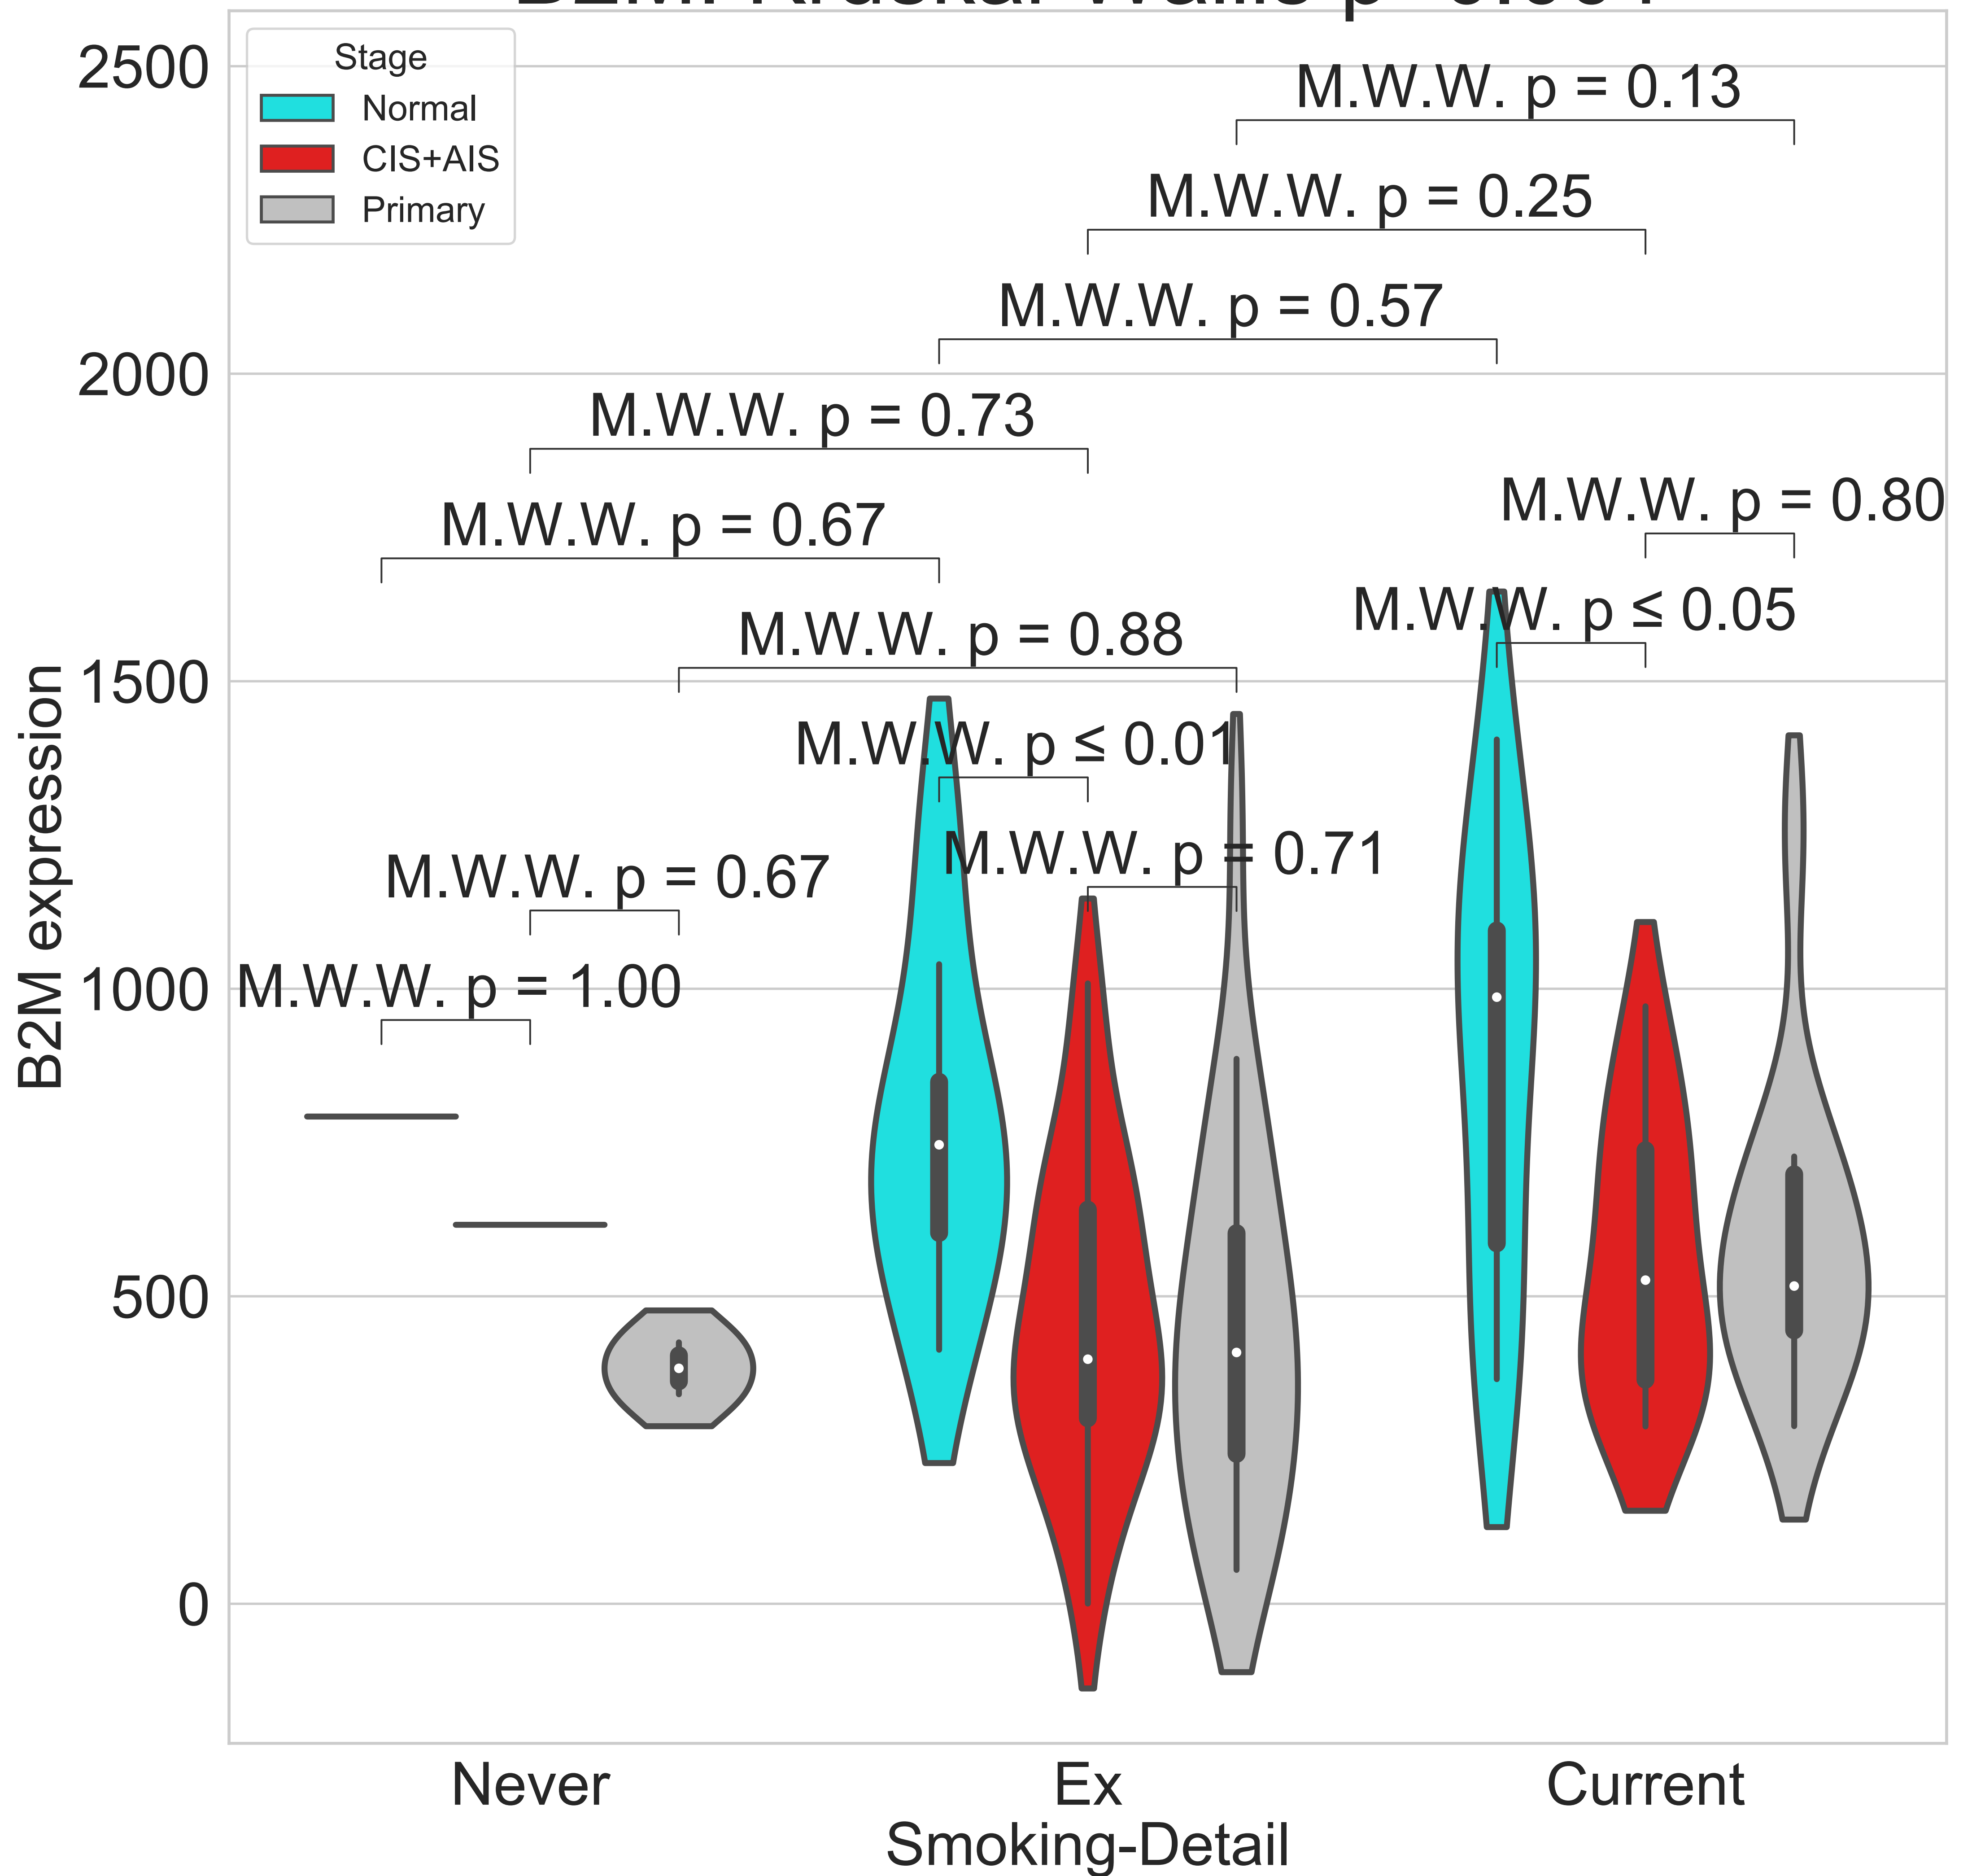 Stage
Normal
CIS+AIS
Primary
M.W.W. p = 0.13
M.W.W. p = 0.25
M.W.W. p = 0.57
M.W.W. p = 0.73
M.W.W. p = 0.80
M.W.W. p = 0.67
M.W.W. p ≤ 0.05
M.W.W. p = 0.88
M.W.W. p ≤ 0.01
M.W.W. p = 0.71
M.W.W. p = 0.67
M.W.W. p = 1.00
2500
2000
1500
1000
500
0
B2M expression
Never
Ex
Current
Smoking-Detail